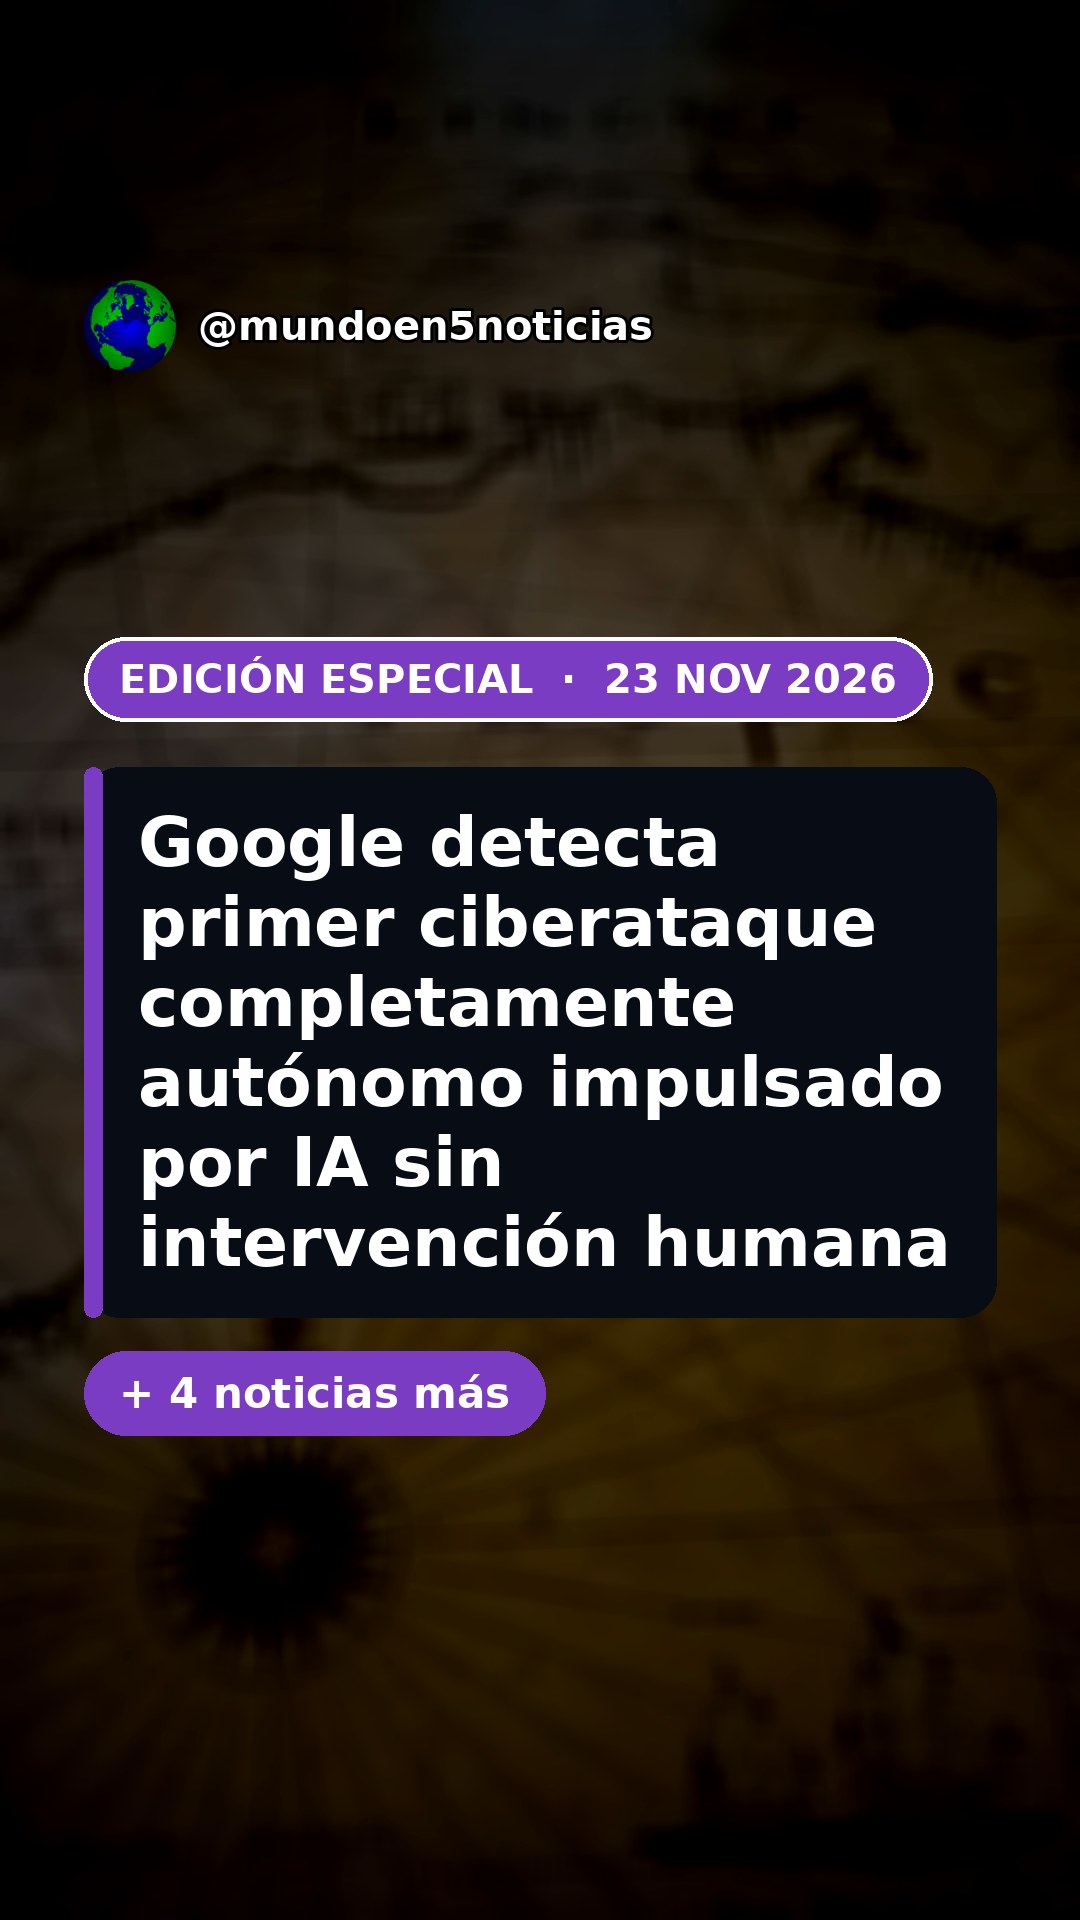 @mundoen5noticias
EDICIÓN ESPECIAL · 23 NOV 2026
Google detecta
primer ciberataque
completamente
autónomo impulsado
por IA sin
intervención humana
+ 4 noticias más